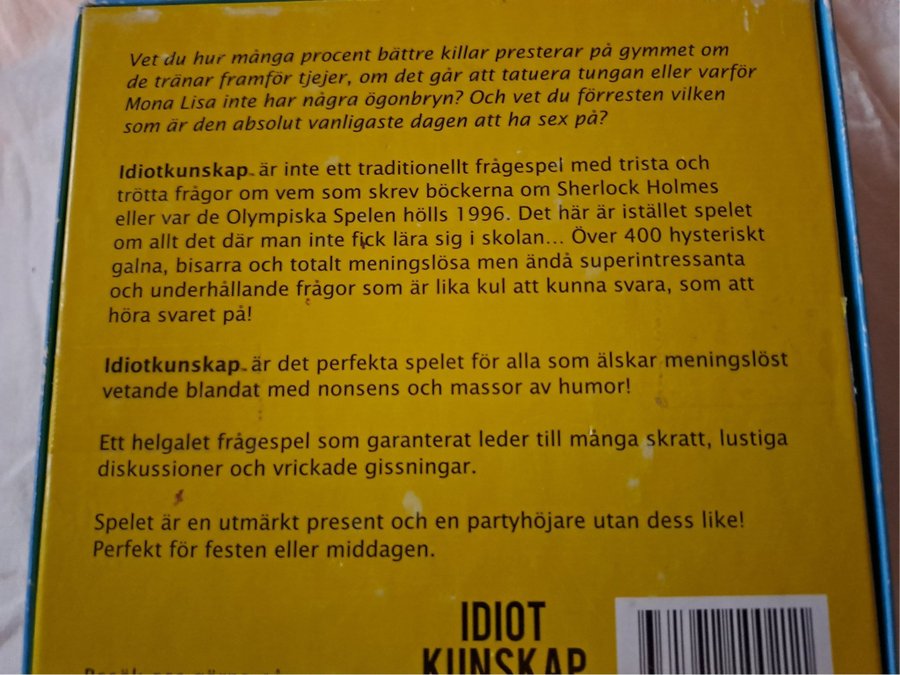 Vet du hur många procent bättre killar presterar på gymmet om
de tränar framför tjejer, om det går att tatuera tungan eller varför
Mona Lisa inte har några ögonbryn? Och vet du förresten vilken
som är den absolut vanligaste dagen att ha sex på?
Idiotkunskap™ är inte ett traditionellt frågespel med trista och
trötta frågor om vem som skrev böckerna om Sherlock Holmes
eller var de Olympiska Spelen hölls 1996. Det här är istället spelet
om allt det där man inte fick lära sig i skolan... Över 400 hysteriskt
galna, bisarra och totalt meningslösa men ändå superintressanta
och underhållande frågor som är lika kul att kunna svara, som att
höra svaret på!
Idiotkunskap™ är det perfekta spelet för alla som älskar meningslöst
vetande blandat med nonsens och massor av humor!
Ett helgalet frågespel som garanterat leder till många skratt, lustiga
diskussioner och vrickade gissningar.
Spelet är en utmärkt present och en partyhöjare utan dess like!
Perfekt för festen eller middagen.
IDIOT
KUNSKAP